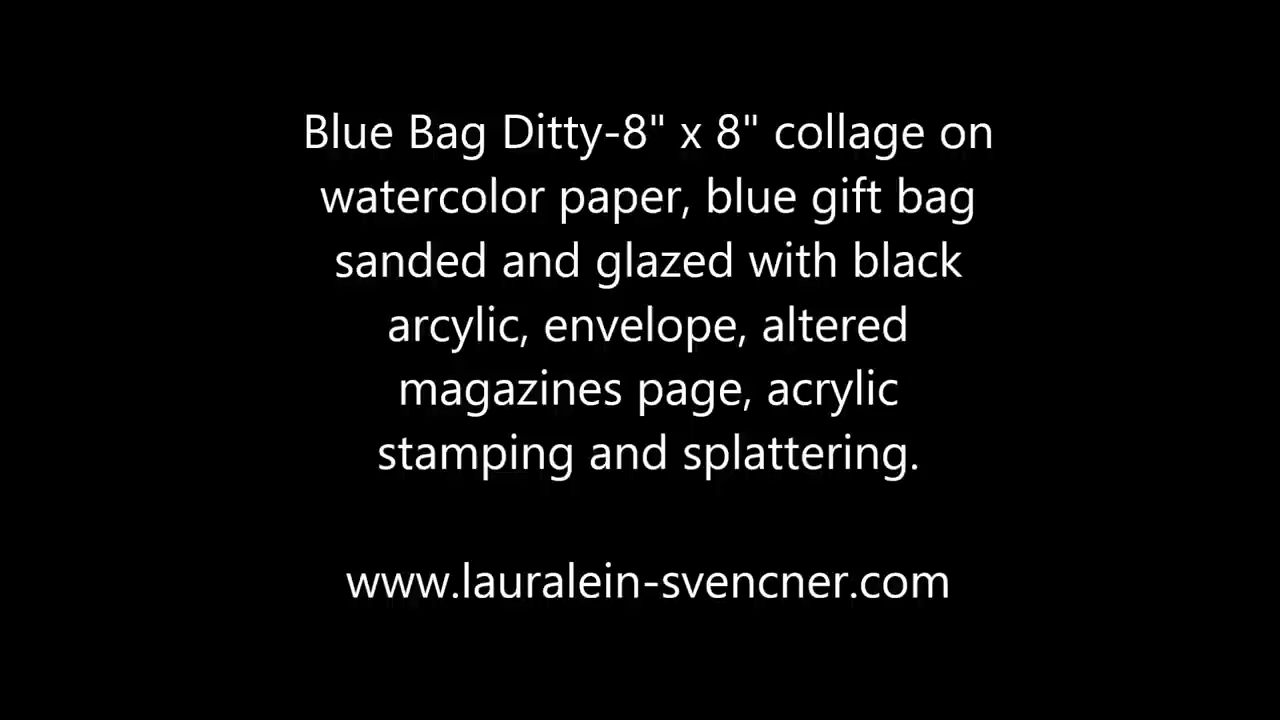 Blue Bag Ditty-8" x 8" collage on
watercolor paper, blue gift bag
sanded and glazed with black
arcylic, envelope, altered
magazines page, acrylic
stamping and splattering.
www.lauralein-svencner.com